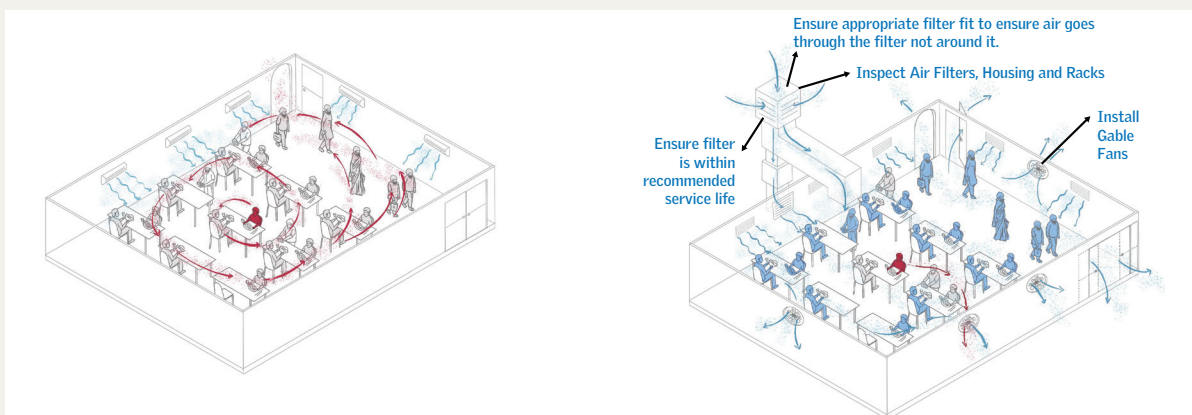 Ensure appropriate filter fit to ensure air goes
through the filter not around it.
Inspect Air Filters, Housing and Racks
Install
Gable
Fans
Ensure filter
is within
recommended
service life